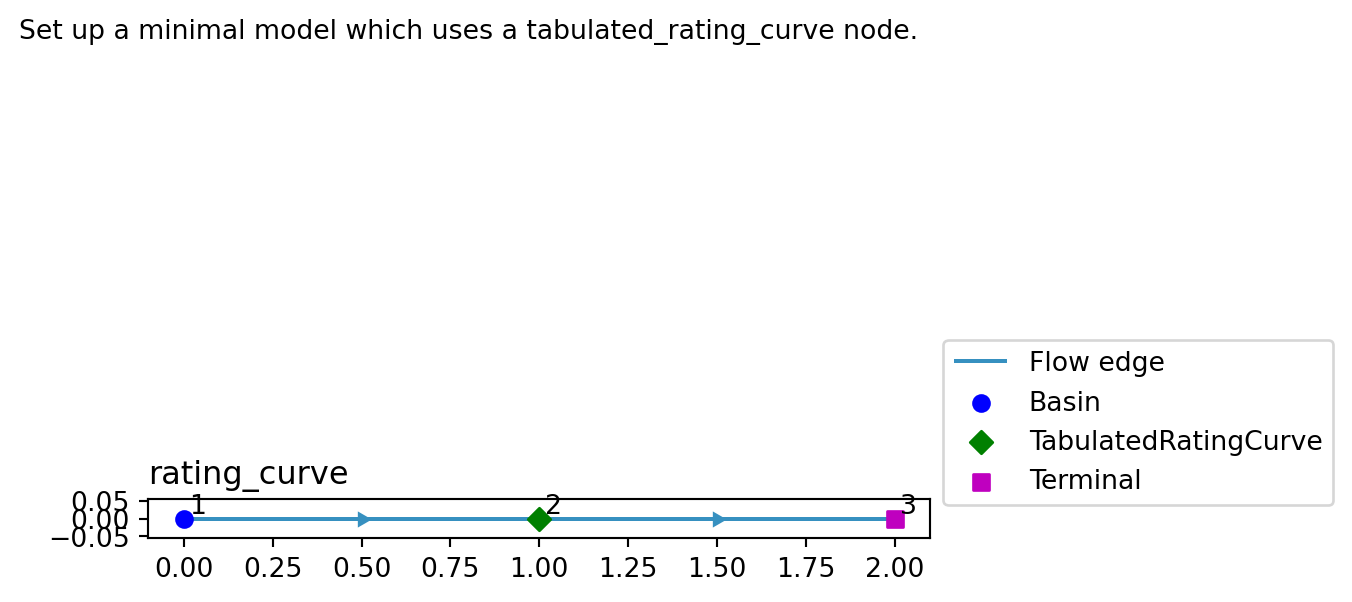 Set up a minimal model which uses a tabulated_rating_curve node.
Flow edge
Basin
TabulatedRatingCurve
Terminal
rating_curve
0.05
0.00
−0.05
1
2
3
0.00 0.25 0.50 0.75 1.00 1.25 1.50 1.75 2.00